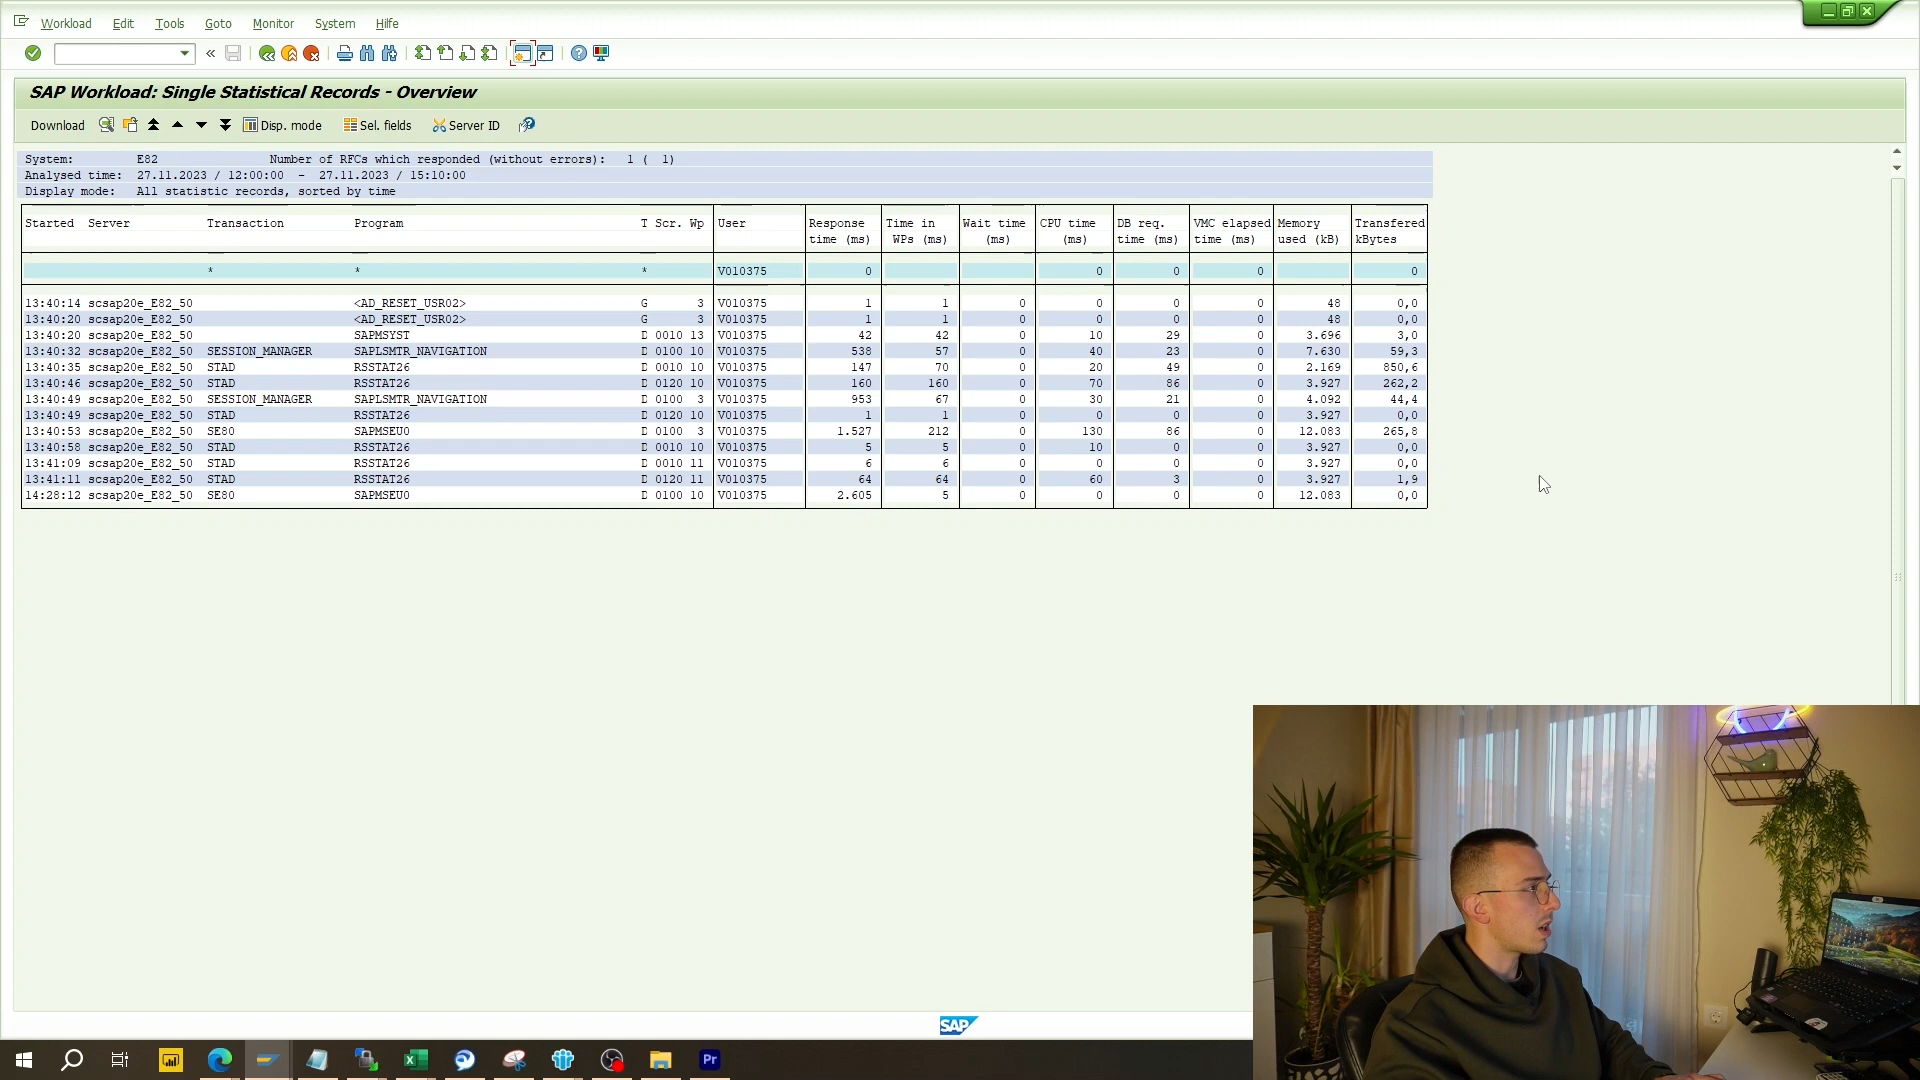 Workload Edit Tools Goto Monitor System Hilfe
SAP Workload: Single Statistical Records - Overview
Download Disp. mode Sel. fields Server ID
System: E82 Number of RFCs which responded (without errors): 1 ( 1)
Analysed time: 27.11.2023 / 12:00:00 - 27.11.2023 / 15:10:00
Display mode: All statistic records, sorted by time
Started Server Transaction Program T Scr. Wp User Response Time in Wait time CPU time DB req. VMC elapsed Memory Transfered
time (ms) WPs (ms) (ms) (ms) time (ms) time (ms) used (kB) kBytes
* * * V010375 0 0 0 0 0
13:40:14 scsap20e_E82_50 <AD_RESET_USR02> G 3 V010375 1 1 0 0 0 0 48 0,0
13:40:20 scsap20e_E82_50 <AD_RESET_USR02> G 3 V010375 1 1 0 0 0 0 48 0,0
13:40:20 scsap20e_E82_50 SAPMSYST D 0010 13 V010375 42 42 0 10 29 0 3.696 3,0
13:40:32 scsap20e_E82_50 SESSION_MANAGER SAPLSMTR_NAVIGATION D 0100 10 V010375 538 57 0 40 23 0 7.630 59,3
13:40:35 scsap20e_E82_50 STAD RSSTAT26 D 0010 10 V010375 147 70 0 20 49 0 2.169 850,6
13:40:46 scsap20e_E82_50 STAD RSSTAT26 D 0120 10 V010375 160 160 0 70 86 0 3.927 262,2
13:40:49 scsap20e_E82_50 SESSION_MANAGER SAPLSMTR_NAVIGATION D 0100 3 V010375 953 67 0 30 21 0 4.092 44,4
13:40:49 scsap20e_E82_50 STAD RSSTAT26 D 0120 10 V010375 1 1 0 0 0 0 3.927 0,0
13:40:53 scsap20e_E82_50 SE80 SAPMSEU0 D 0100 3 V010375 1.527 212 0 130 86 0 12.083 265,8
13:40:58 scsap20e_E82_50 STAD RSSTAT26 D 0010 10 V010375 5 5 0 10 0 0 3.927 0,0
13:41:09 scsap20e_E82_50 STAD RSSTAT26 D 0010 11 V010375 6 6 0 0 0 0 3.927 0,0
13:41:11 scsap20e_E82_50 STAD RSSTAT26 D 0120 11 V010375 64 64 0 60 3 0 3.927 1,9
14:28:12 scsap20e_E82_50 SE80 SAPMSEU0 D 0100 10 V010375 2.605 5 0 0 0 0 12.083 0,0
SAP
Pr